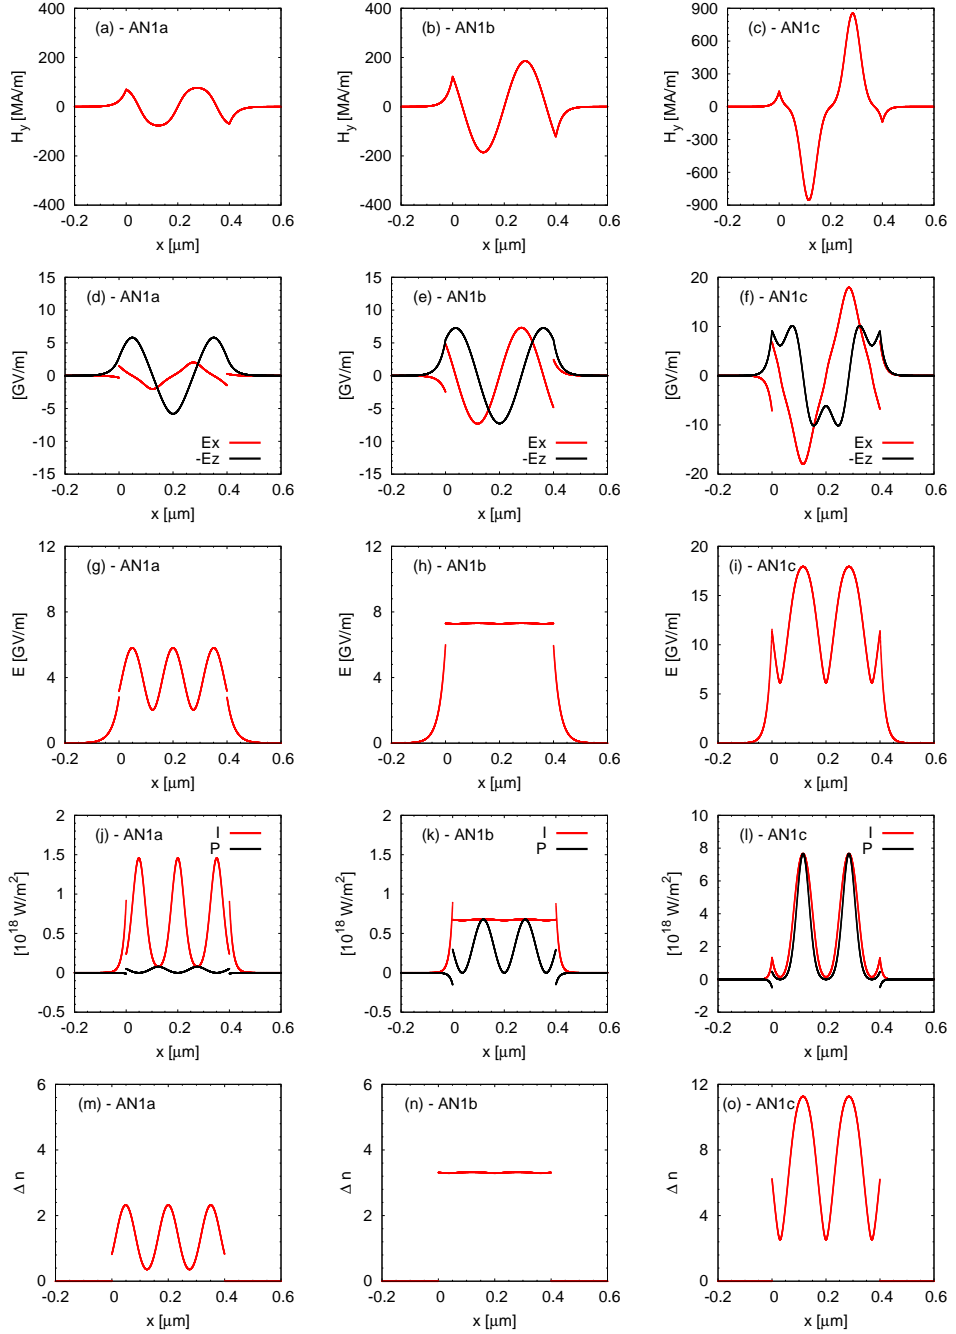 (a) - AN1a
H_y [MA/m]
400
200
0
-200
-400
-0.2 0 0.2 0.4 0.6
x [μm]
(b) - AN1b
H_y [MA/m]
400
200
0
-200
-400
-0.2 0 0.2 0.4 0.6
x [μm]
(c) - AN1c
H_y [MA/m]
900
600
300
0
-300
-600
-900
-0.2 0 0.2 0.4 0.6
x [μm]
(d) - AN1a
[GV/m]
15
10
5
0
-5
-10
-15
Ex
-Ez
-0.2 0 0.2 0.4 0.6
x [μm]
(e) - AN1b
[GV/m]
15
10
5
0
-5
-10
-15
Ex
-Ez
-0.2 0 0.2 0.4 0.6
x [μm]
(f) - AN1c
[GV/m]
20
10
0
-10
-20
Ex
-Ez
-0.2 0 0.2 0.4 0.6
x [μm]
(g) - AN1a
E [GV/m]
12
8
4
0
-0.2 0 0.2 0.4 0.6
x [μm]
(h) - AN1b
E [GV/m]
12
8
4
0
-0.2 0 0.2 0.4 0.6
x [μm]
(i) - AN1c
E [GV/m]
20
15
10
5
0
-0.2 0 0.2 0.4 0.6
x [μm]
(j) - AN1a
I
P
[10^18 W/m^2]
2
1.5
1
0.5
0
-0.5
-0.2 0 0.2 0.4 0.6
x [μm]
(k) - AN1b
I
P
[10^18 W/m^2]
2
1.5
1
0.5
0
-0.5
-0.2 0 0.2 0.4 0.6
x [μm]
(l) - AN1c
I
P
[10^18 W/m^2]
10
8
6
4
2
0
-2
-0.2 0 0.2 0.4 0.6
x [μm]
(m) - AN1a
Δ n
6
4
2
0
-0.2 0 0.2 0.4 0.6
x [μm]
(n) - AN1b
Δ n
6
4
2
0
-0.2 0 0.2 0.4 0.6
x [μm]
(o) - AN1c
Δ n
12
8
4
0
-0.2 0 0.2 0.4 0.6
x [μm]